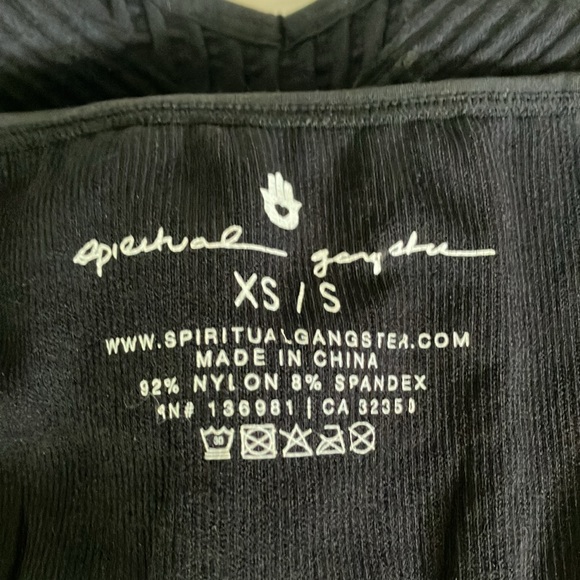 spiritual gangster
XS / S
WWW.SPIRITUALGANGSTER.COM
MADE IN CHINA
92% NYLON 8% SPANDEX
RN# 136981 | CA 32350